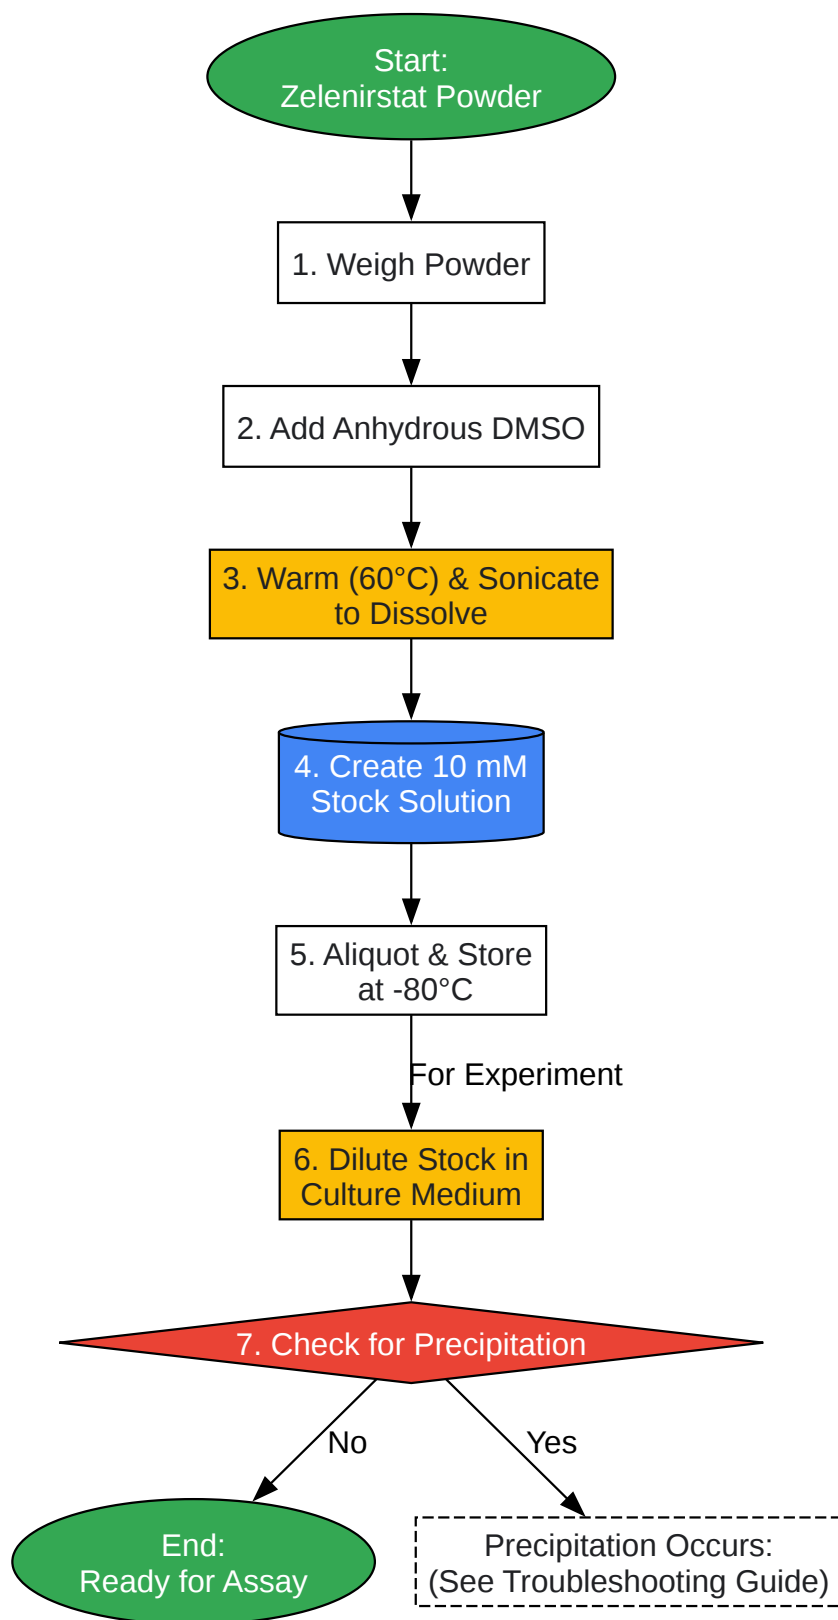 Start:
Zelenirstat Powder
1. Weigh Powder
2. Add Anhydrous DMSO
3. Warm (60°C) & Sonicate
to Dissolve
4. Create 10 mM
Stock Solution
5. Aliquot & Store
at -80°C
For Experiment
6. Dilute Stock in
Culture Medium
7. Check for Precipitation
No
Yes
End:
Ready for Assay
Precipitation Occurs:
(See Troubleshooting Guide)